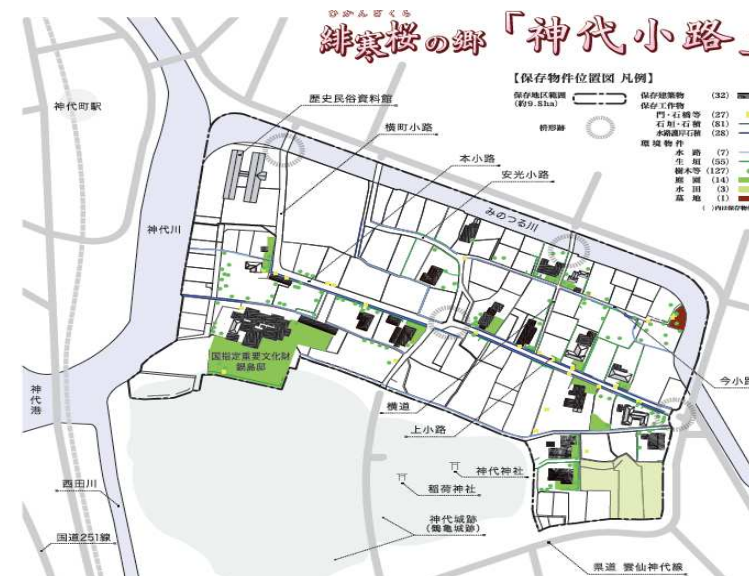 ひかんざくら
緋寒桜の郷「神代小路」
【保存物件位置図 凡例】
保存地区範囲
(約9.8ha)
枡形跡
保存建築物 (32)
保存工作物
門・石橋等 (27)
石垣・石積 (81)
水路護岸石積 (28)
環境物件
水路 (7)
生垣 (55)
樹木等 (127)
庭園 (14)
水田 (3)
墓地 (1)
神代町駅
歴史民俗資料館
横町小路
本小路
安光小路
みのつる川
神代川
国指定重要文化財
鍋島邸
今小路
神代港
横道
上小路
神代神社
稲荷神社
西田川
神代城跡
(鶴亀城跡)
国道251線
県道 雲仙神代線